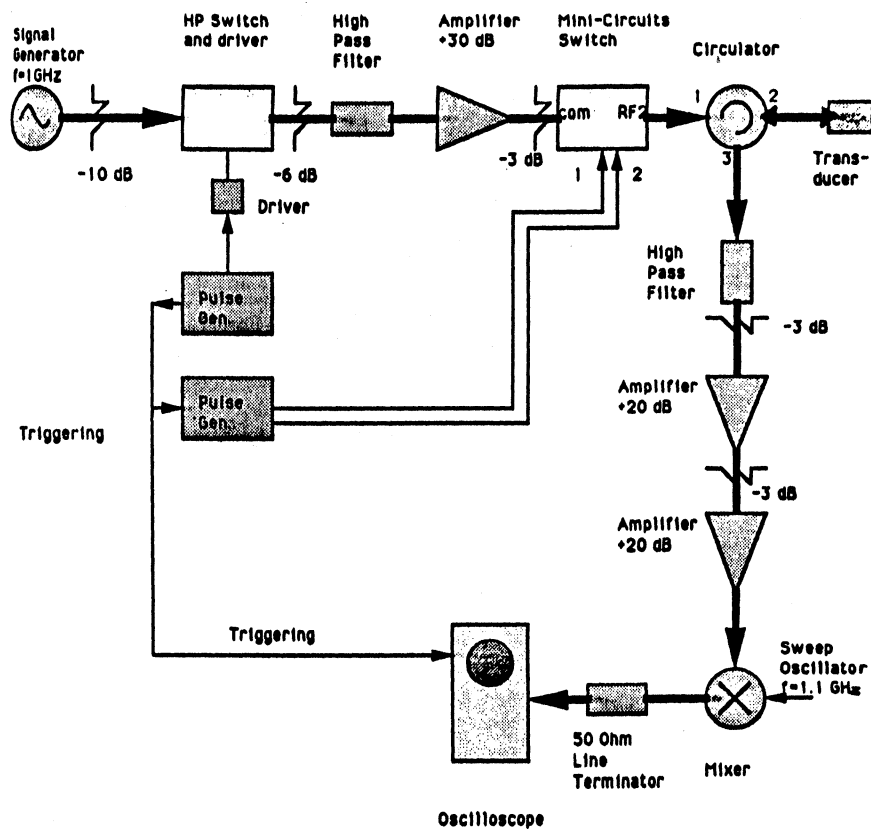 Signal
Generator
f=1GHz
HP Switch
and driver
High
Pass
Filter
Amplifier
+30 dB
Mini-Circuits
Switch
Circulator
com
RF2
1
2
3
-10 dB
-6 dB
-3 dB
1
2
Trans-
ducer
Driver
High
Pass
Filter
Pulse
Gen.
-3 dB
Pulse
Gen.
Amplifier
+20 dB
Triggering
-3 dB
Amplifier
+20 dB
Triggering
Sweep
Oscillator
f=1.1 GHz
50 Ohm
Line
Terminator
Mixer
Oscilloscope